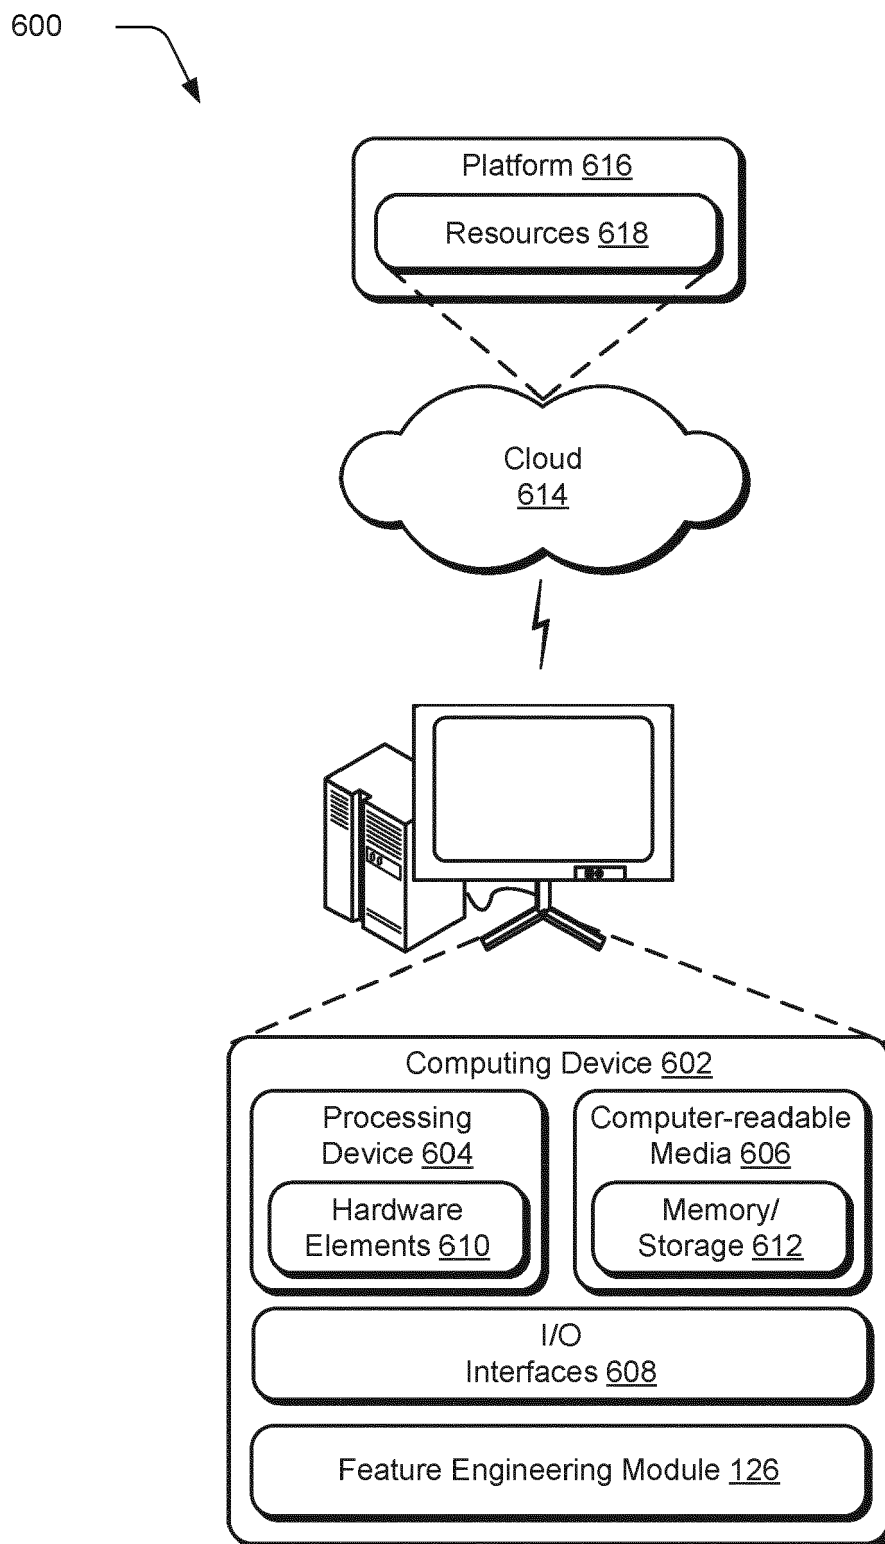 600
Platform 616
Resources 618
Cloud
614
Computing Device 602
Processing
Device 604
Hardware
Elements 610
Computer-readable
Media 606
Memory/
Storage 612
I/O
Interfaces 608
Feature Engineering Module 126